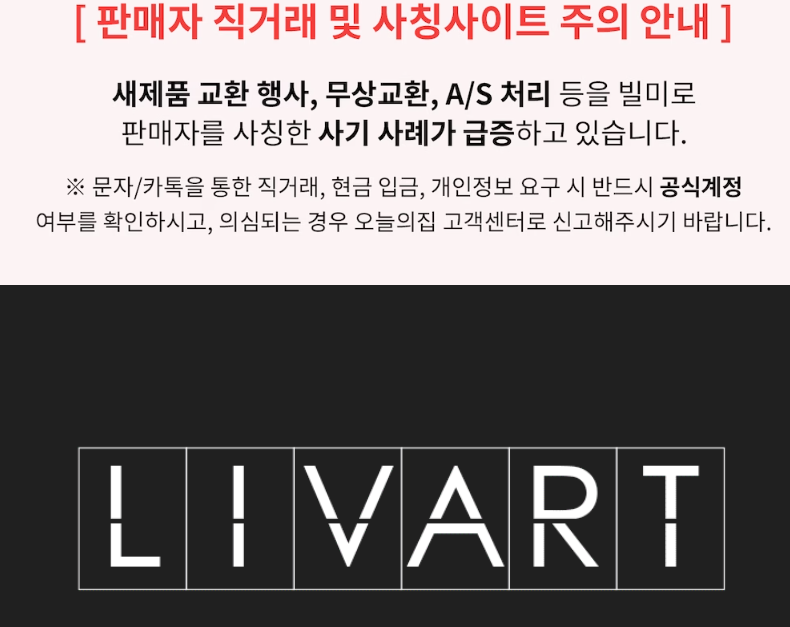 [ 판매자 직거래 및 사칭사이트 주의 안내 ]
새제품 교환 행사, 무상교환, A/S 처리 등을 빌미로
판매자를 사칭한 사기 사례가 급증하고 있습니다.
※ 문자/카톡을 통한 직거래, 현금 입금, 개인정보 요구 시 반드시 공식계정
여부를 확인하시고, 의심되는 경우 오늘의집 고객센터로 신고해주시기 바랍니다.
LIVART